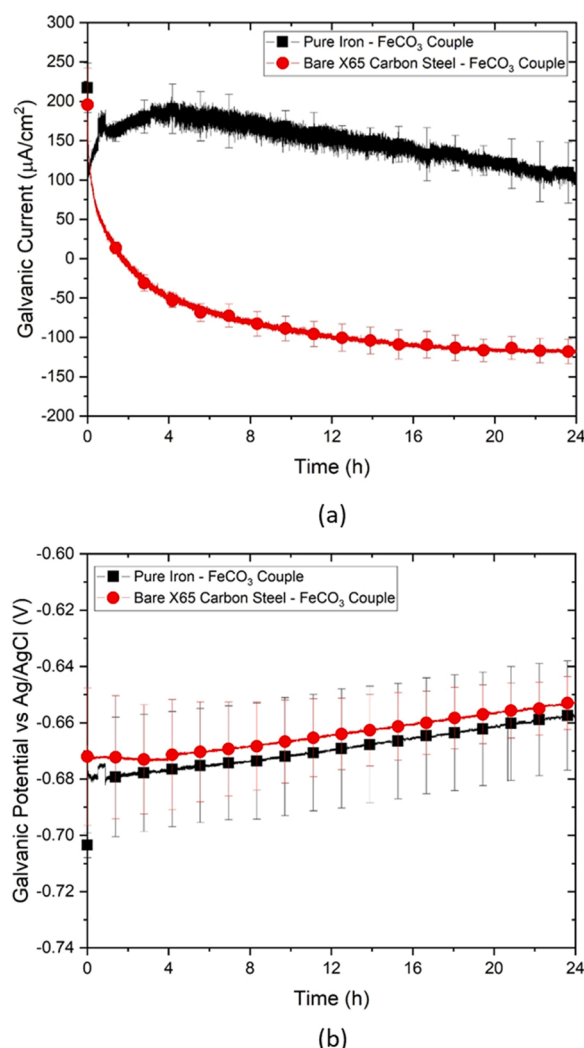 300
250
200
150
100
50
0
-50
-100
-150
-200
Galvanic Current (µA/cm²)
Pure Iron - FeCO₃ Couple
Bare X65 Carbon Steel - FeCO₃ Couple
0 4 8 12 16 20 24
Time (h)
(a)
-0.60
-0.62
-0.64
-0.66
-0.68
-0.70
-0.72
-0.74
Galvanic Potential vs Ag/AgCl (V)
Pure Iron - FeCO₃ Couple
Bare X65 Carbon Steel - FeCO₃ Couple
0 4 8 12 16 20 24
Time (h)
(b)